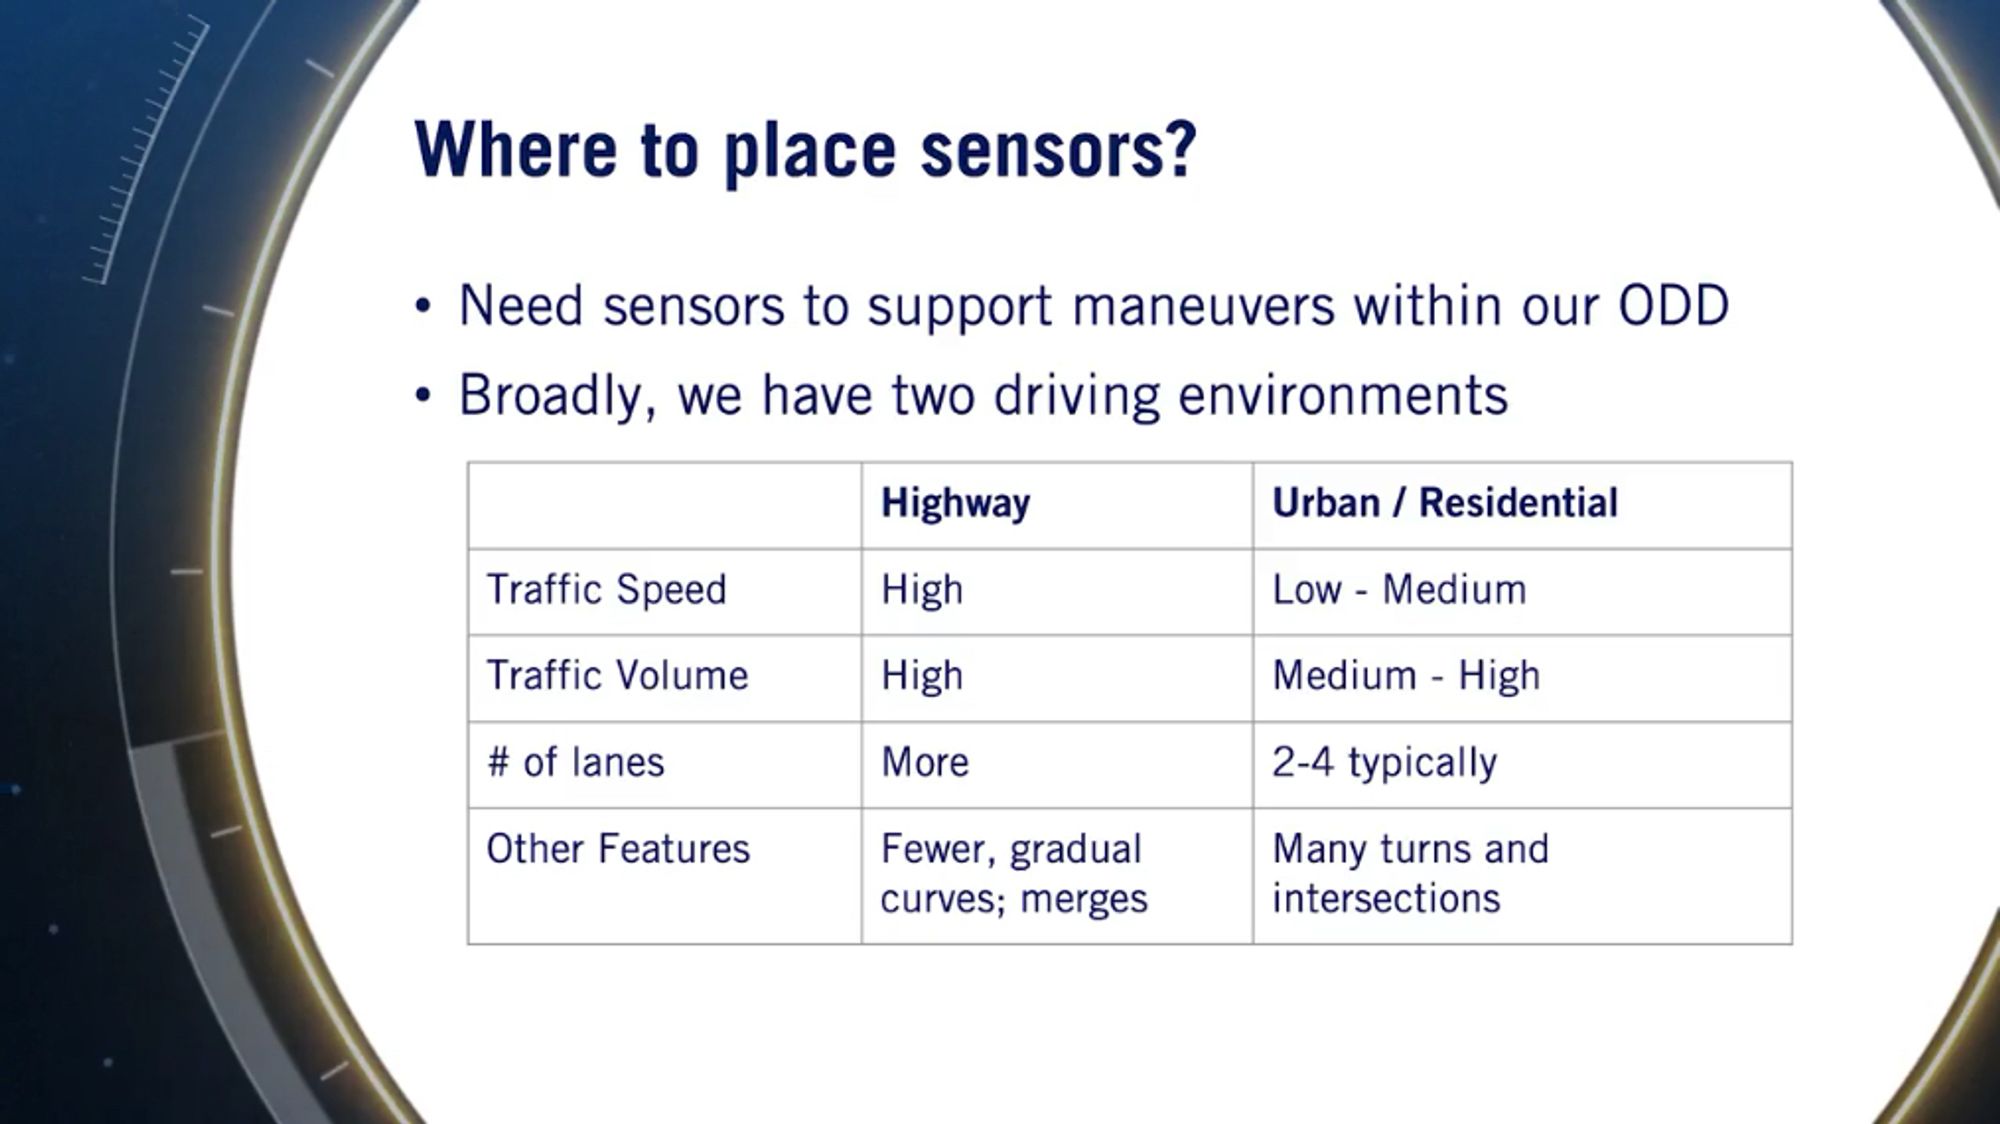 Where to place sensors?
• Need sensors to support maneuvers within our ODD
• Broadly, we have two driving environments
Highway Urban / Residential
Traffic Speed High Low - Medium
Traffic Volume High Medium - High
# of lanes More 2-4 typically
Other Features Fewer, gradual curves; merges Many turns and intersections